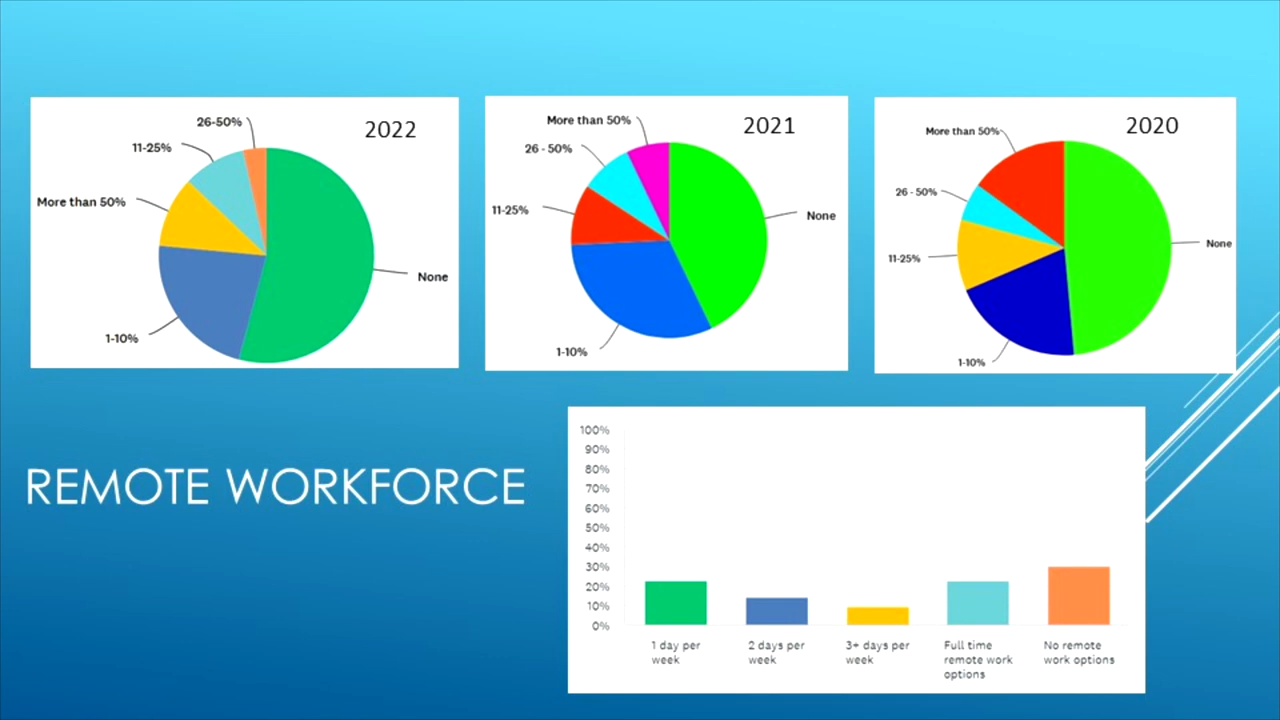 2022
26-50%
11-25%
More than 50%
None
1-10%
2021
More than 50%
26 - 50%
11-25%
None
1-10%
2020
More than 50%
26 - 50%
None
11-25%
1-10%
REMOTE WORKFORCE
100%
90%
80%
70%
60%
50%
40%
30%
20%
10%
0%
1 day per
week
2 days per
week
3+ days per
week
Full time
remote work
options
No remote
work options